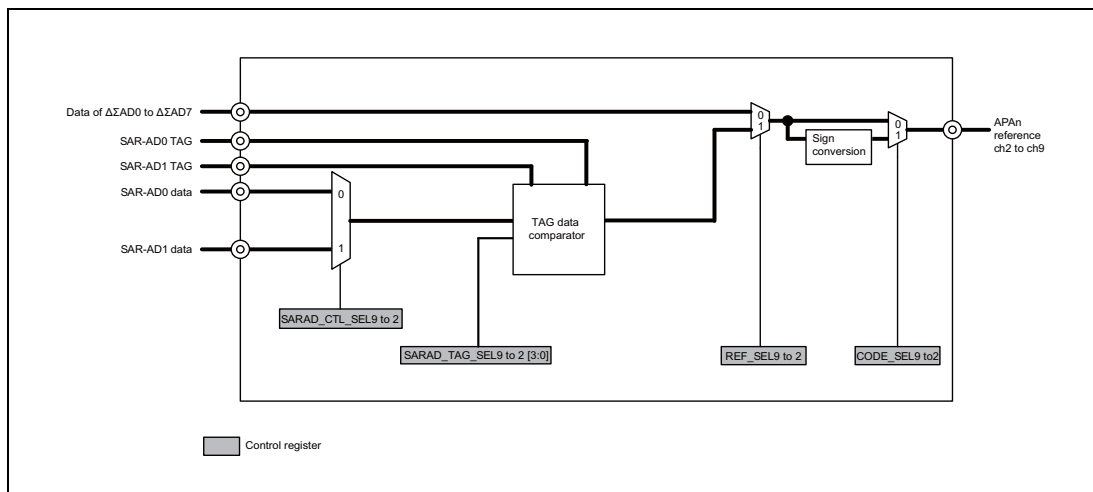 Data of ΔΣAD0 to ΔΣAD7
SAR-AD0 TAG
SAR-AD1 TAG
SAR-AD0 data
SAR-AD1 data
0
1
TAG data
comparator
0
1
Sign
conversion
0
1
APAn
reference
ch2 to ch9
SARAD_CTL_SEL9 to 2
SARAD_TAG_SEL9 to 2 [3:0]
REF_SEL9 to 2
CODE_SEL9 to2
Control register